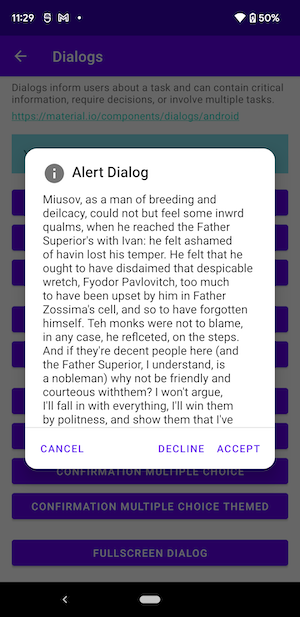 11:29
50%
Dialogs
Dialogs inform users about a task and can contain critical
information, require decisions, or involve multiple tasks.
https://material.io/components/dialogs/android
Alert Dialog
Miusov, as a man of breeding and
deilcacy, could not but feel some inwrd
qualms, when he reached the Father
Superior's with Ivan: he felt ashamed
of havin lost his temper. He felt that he
ought to have disdaimed that despicable
wretch, Fyodor Pavlovitch, too much
to have been upset by him in Father
Zossima's cell, and so to have forgotten
himself. Teh monks were not to blame,
in any case, he reflceted, on the steps.
And if they're decent people here (and
the Father Superior, I understand, is
a nobleman) why not be friendly and
courteous withthem? I won't argue,
I'll fall in with everything, I'll win them
by politness, and show them that I've
CANCEL
DECLINE
ACCEPT
CONFIRMATION MULTIPLE CHOICE
CONFIRMATION MULTIPLE CHOICE THEMED
FULLSCREEN DIALOG